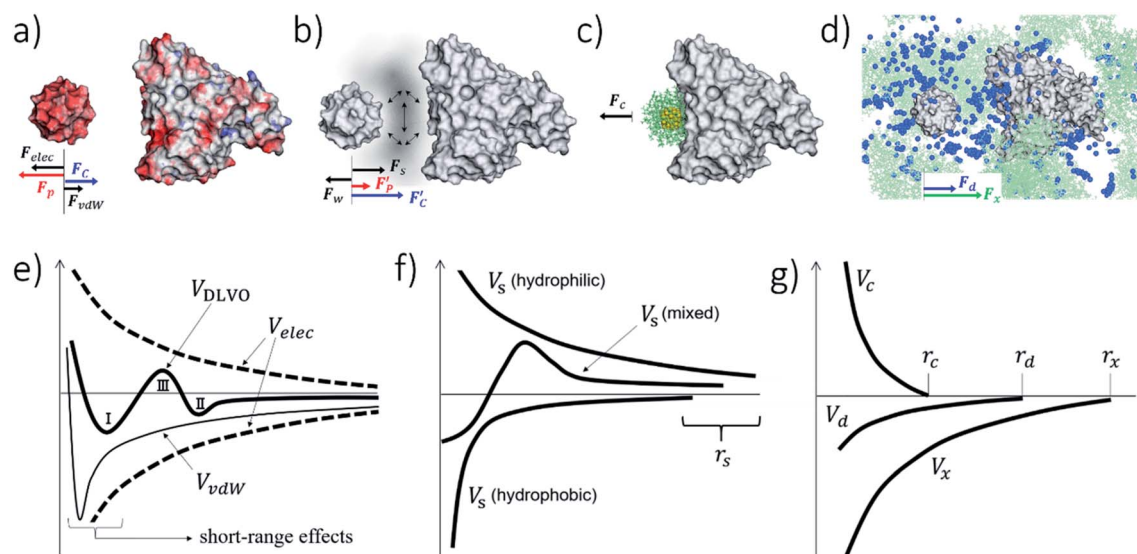 a)
b)
c)
d)
F_elec
F_C
F_p
F_vdW
F_s
F'_P
F_w
F'_C
F_c
F_d
F_x
e)
V_DLVO
V_elec
III
II
I
V_vdW
short-range effects
f)
V_s (hydrophilic)
V_s (mixed)
r_s
V_s (hydrophobic)
g)
V_c
r_c
r_d
r_x
V_d
V_x